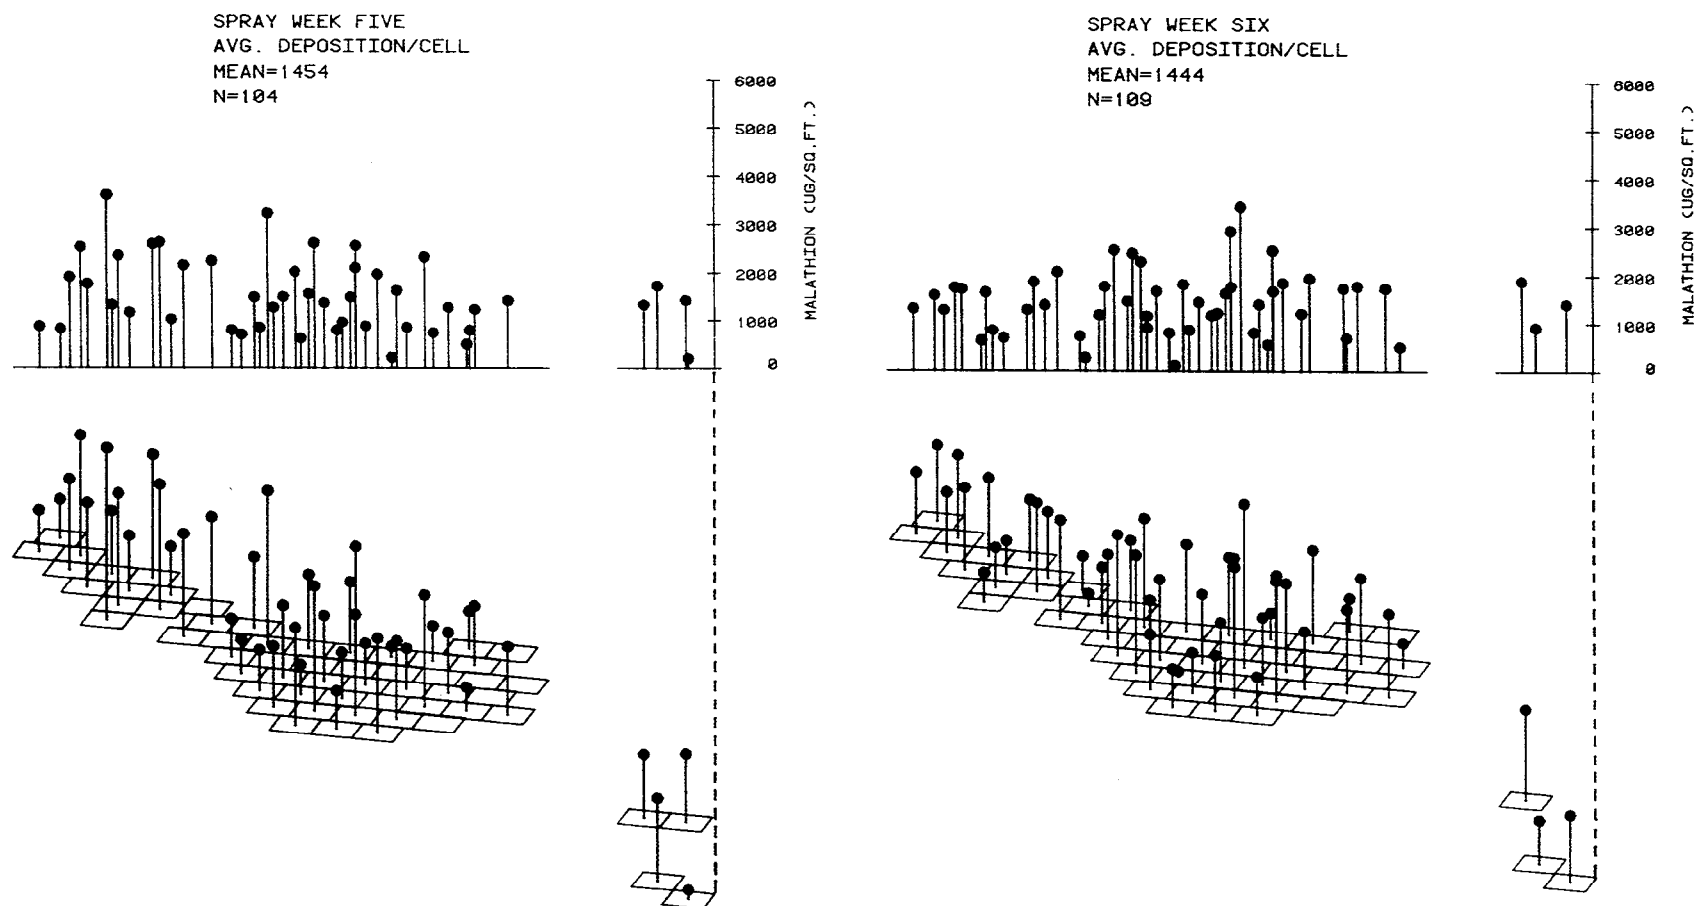 SPRAY WEEK FIVE
AVG. DEPOSITION/CELL
MEAN=1454
N=104
6000
5000
4000
3000
2000
1000
0
MALATHION (UG/SQ.FT.)
SPRAY WEEK SIX
AVG. DEPOSITION/CELL
MEAN=1444
N=109
6000
5000
4000
3000
2000
1000
0
MALATHION (UG/SQ.FT.)